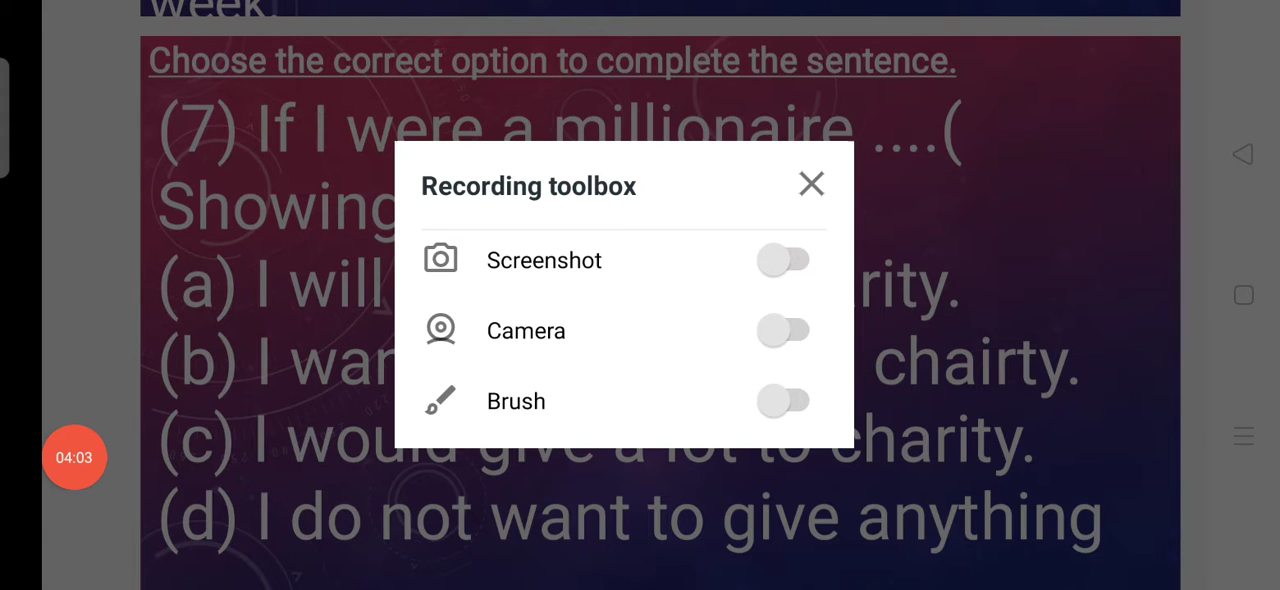 week.
Choose the correct option to complete the sentence.
(7) If I were a millionaire ....(
Showing
Recording toolbox
Screenshot
(a) I will rity.
Camera
(b) I wan chairty.
Brush
04:03
(c) I would give a lot to charity.
(d) I do not want to give anything